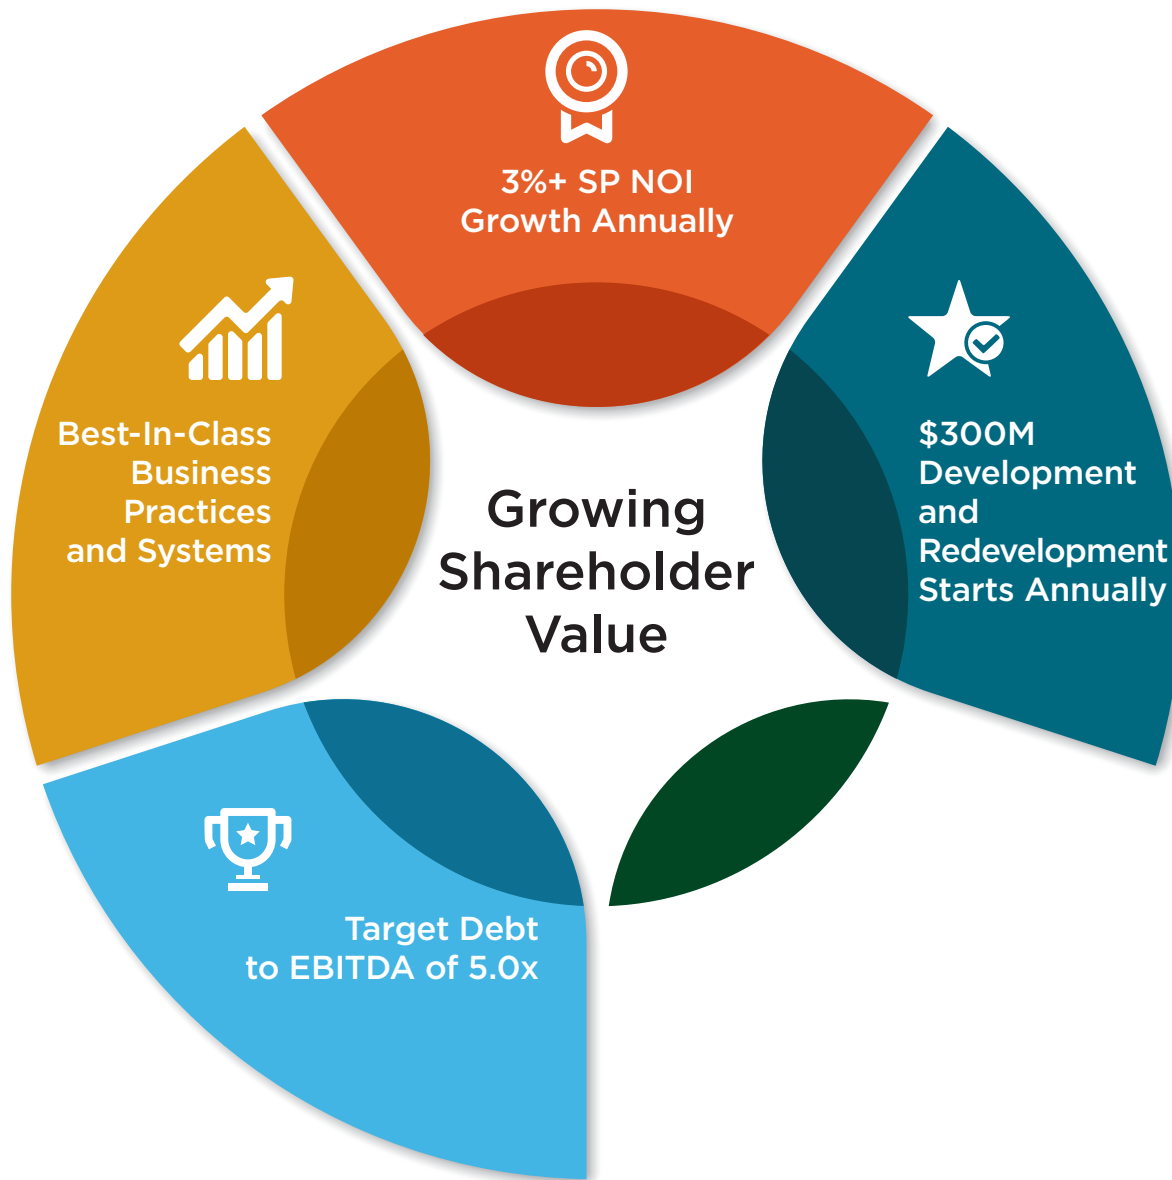 3%+ SP NOI
Growth Annually
Best-In-Class
Business
Practices
and Systems
Growing
Shareholder
Value
$300M
Development
and
Redevelopment
Starts Annually
Target Debt
to EBITDA of 5.0x